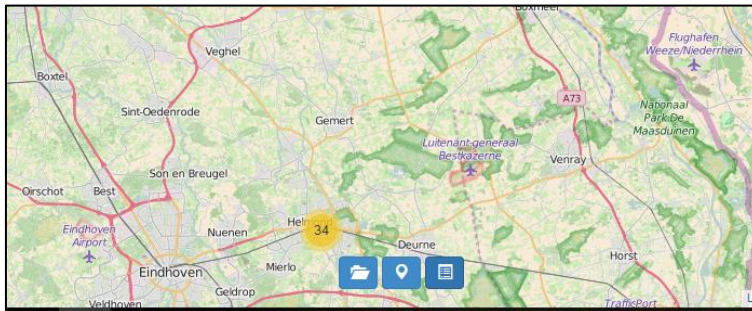 Boxmeer
Flughafen
Weeze/Niederrhein
Veghel
Boxtel
A73
Sint-Oedenrode
Nationaal
Park De
Maasduinen
Gemert
Luitenant-generaal
Bestkazerne
Venray
Son en Breugel
Oirschot
Best
Eindhoven
Airport
Nuenen
Helmond
34
Deurne
Horst
Eindhoven
Mierlo
Geldrop
Veldhoven
TrafficPort
L